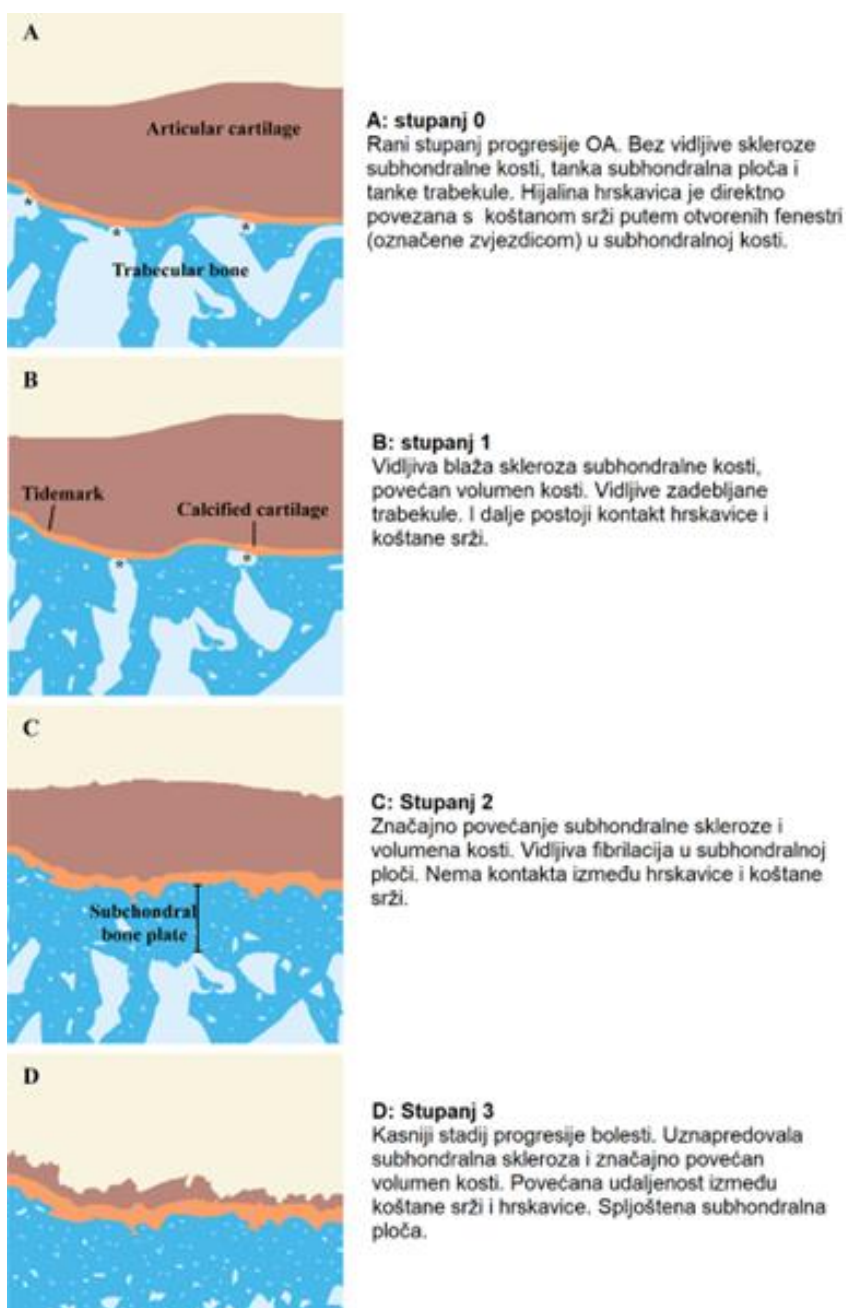 A
Articular cartilage
*
*
*
Trabecular bone
A: stupanj 0
Rani stupanj progresije OA. Bez vidljive skleroze
subhondralne kosti, tanka subhondralna ploča i
tanke trabekule. Hijalina hrskavica je direktno
povezana s koštanom srži putem otvorenih fenestri
(označene zvjezdicom) u subhondralnoj kosti.
B
Tidemark
Calcified cartilage
*
*
B: stupanj 1
Vidljiva blaža skleroza subhondralne kosti,
povećan volumen kosti. Vidljive zadebljane
trabekule. I dalje postoji kontakt hrskavice i
koštane srži.
C
Subchondral
bone plate
C: Stupanj 2
Značajno povećanje subhondralne skleroze i
volumena kosti. Vidljiva fibrilacija u subhondralnoj
ploči. Nema kontakta između hrskavice i koštane
srži.
D
D: Stupanj 3
Kasniji stadij progresije bolesti. Uznapredovala
subhondralna skleroza i značajno povećan
volumen kosti. Povećana udaljenost između
koštane srži i hrskavice. Spljoštena subhondralna
ploča.